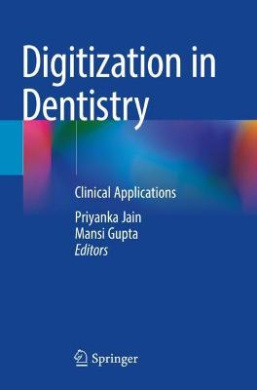 Digitization in
Dentistry
Clinical Applications
Priyanka Jain
Mansi Gupta
Editors
Springer